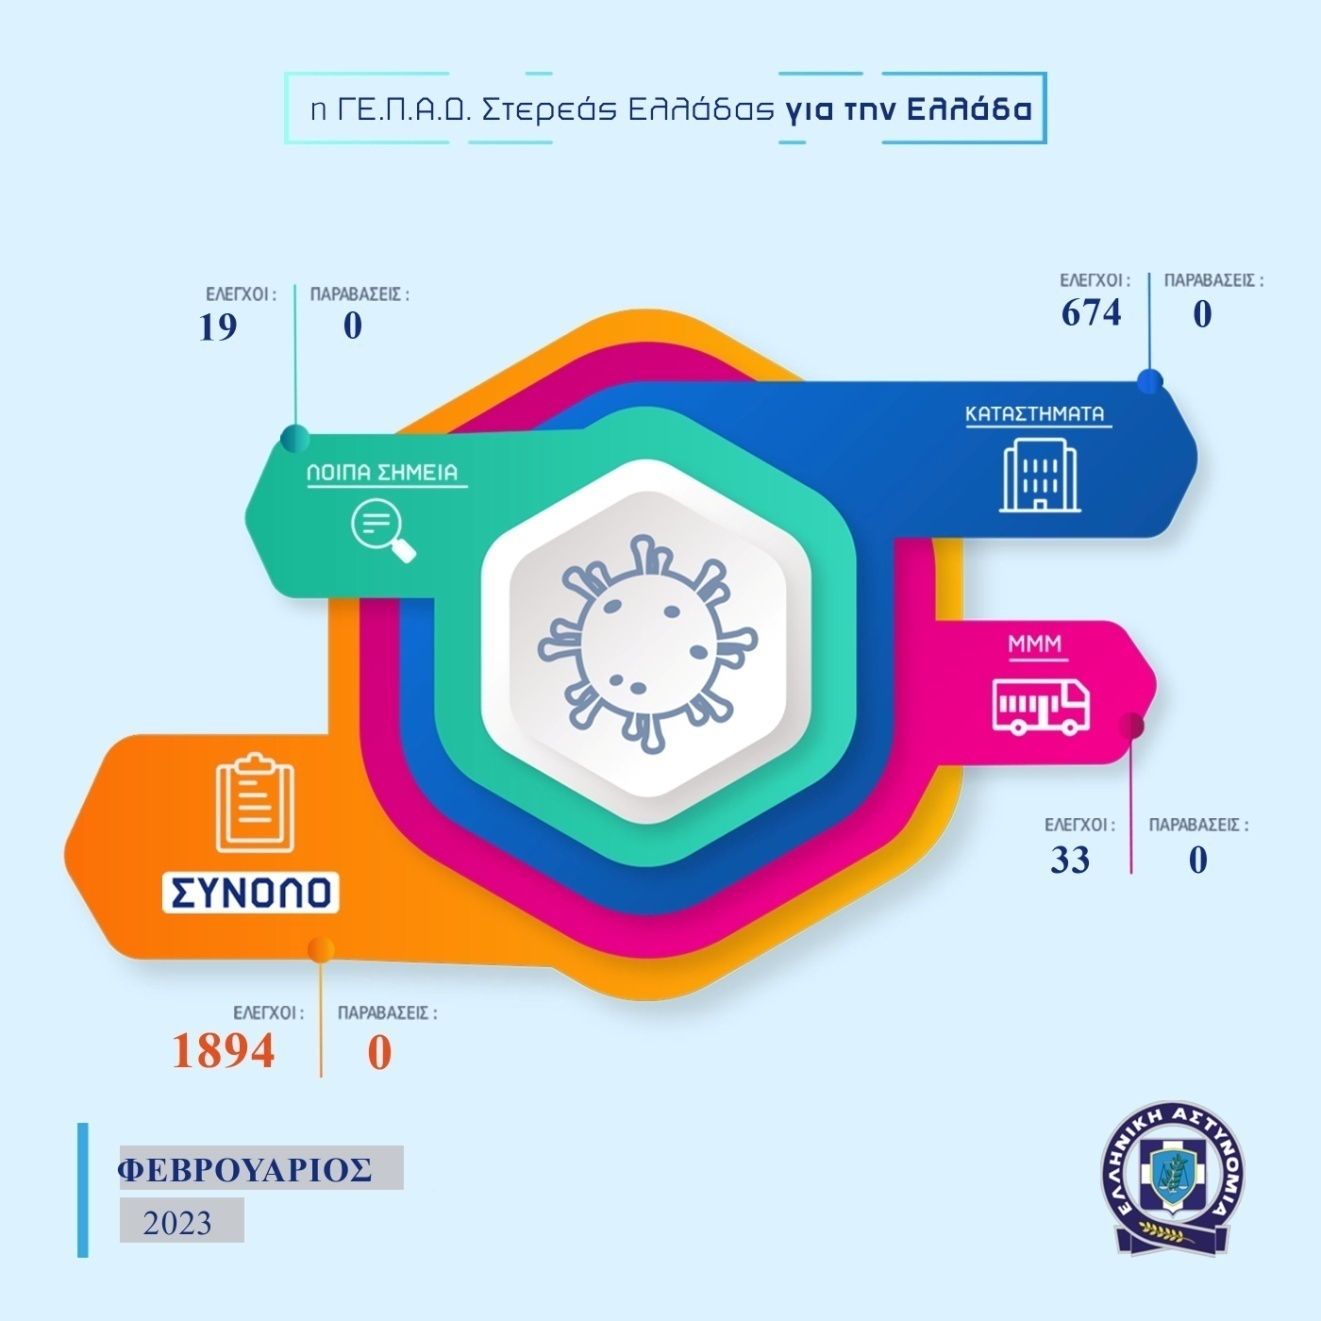 η ΓΕ.Π.Α.Δ. Στερεάς Ελλάδας για την Ελλάδα
ΕΛΕΓΧΟΙ : ΠΑΡΑΒΑΣΕΙΣ :
19 0
ΕΛΕΓΧΟΙ : ΠΑΡΑΒΑΣΕΙΣ :
674 0
ΛΟΙΠΑ ΣΗΜΕΙΑ
ΚΑΤΑΣΤΗΜΑΤΑ
ΜΜΜ
ΕΛΕΓΧΟΙ : ΠΑΡΑΒΑΣΕΙΣ :
33 0
ΣΥΝΟΛΟ
ΕΛΕΓΧΟΙ : ΠΑΡΑΒΑΣΕΙΣ :
1894 0
ΦΕΒΡΟΥΑΡΙΟΣ
2023
ΕΛΛΗΝΙΚΗ ΑΣΤΥΝΟΜΙΑ